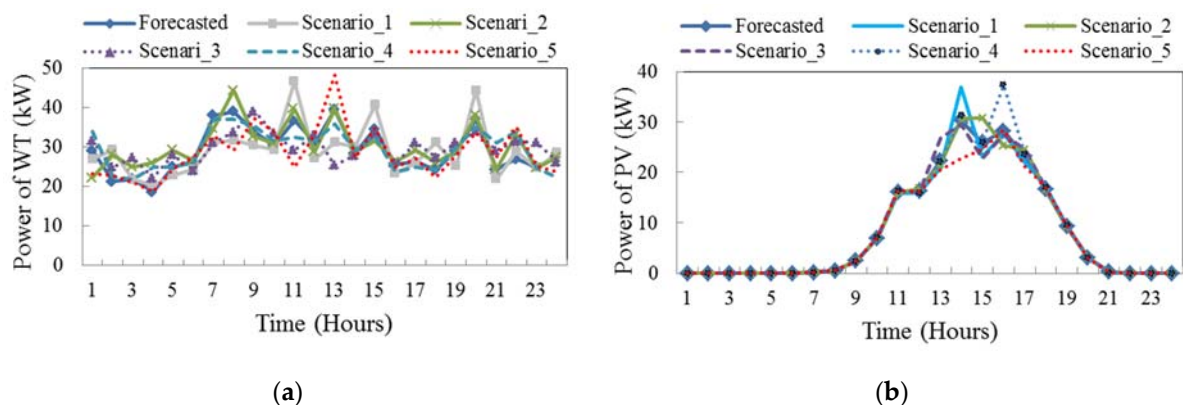 Forecasted Scenario_1 Scenari_2
Scenari_3 Scenario_4 Scenario_5
Power of WT (kW)
50
40
30
20
10
0
1 3 5 7 9 11 13 15 17 19 21 23
Time (Hours)
(a)
Forecasted Scenario_1 Scenario_2
Scenario_3 Scenario_4 Scenario_5
Power of PV (kW)
40
30
20
10
0
1 3 5 7 9 11 13 15 17 19 21 23
Time (Hours)
(b)